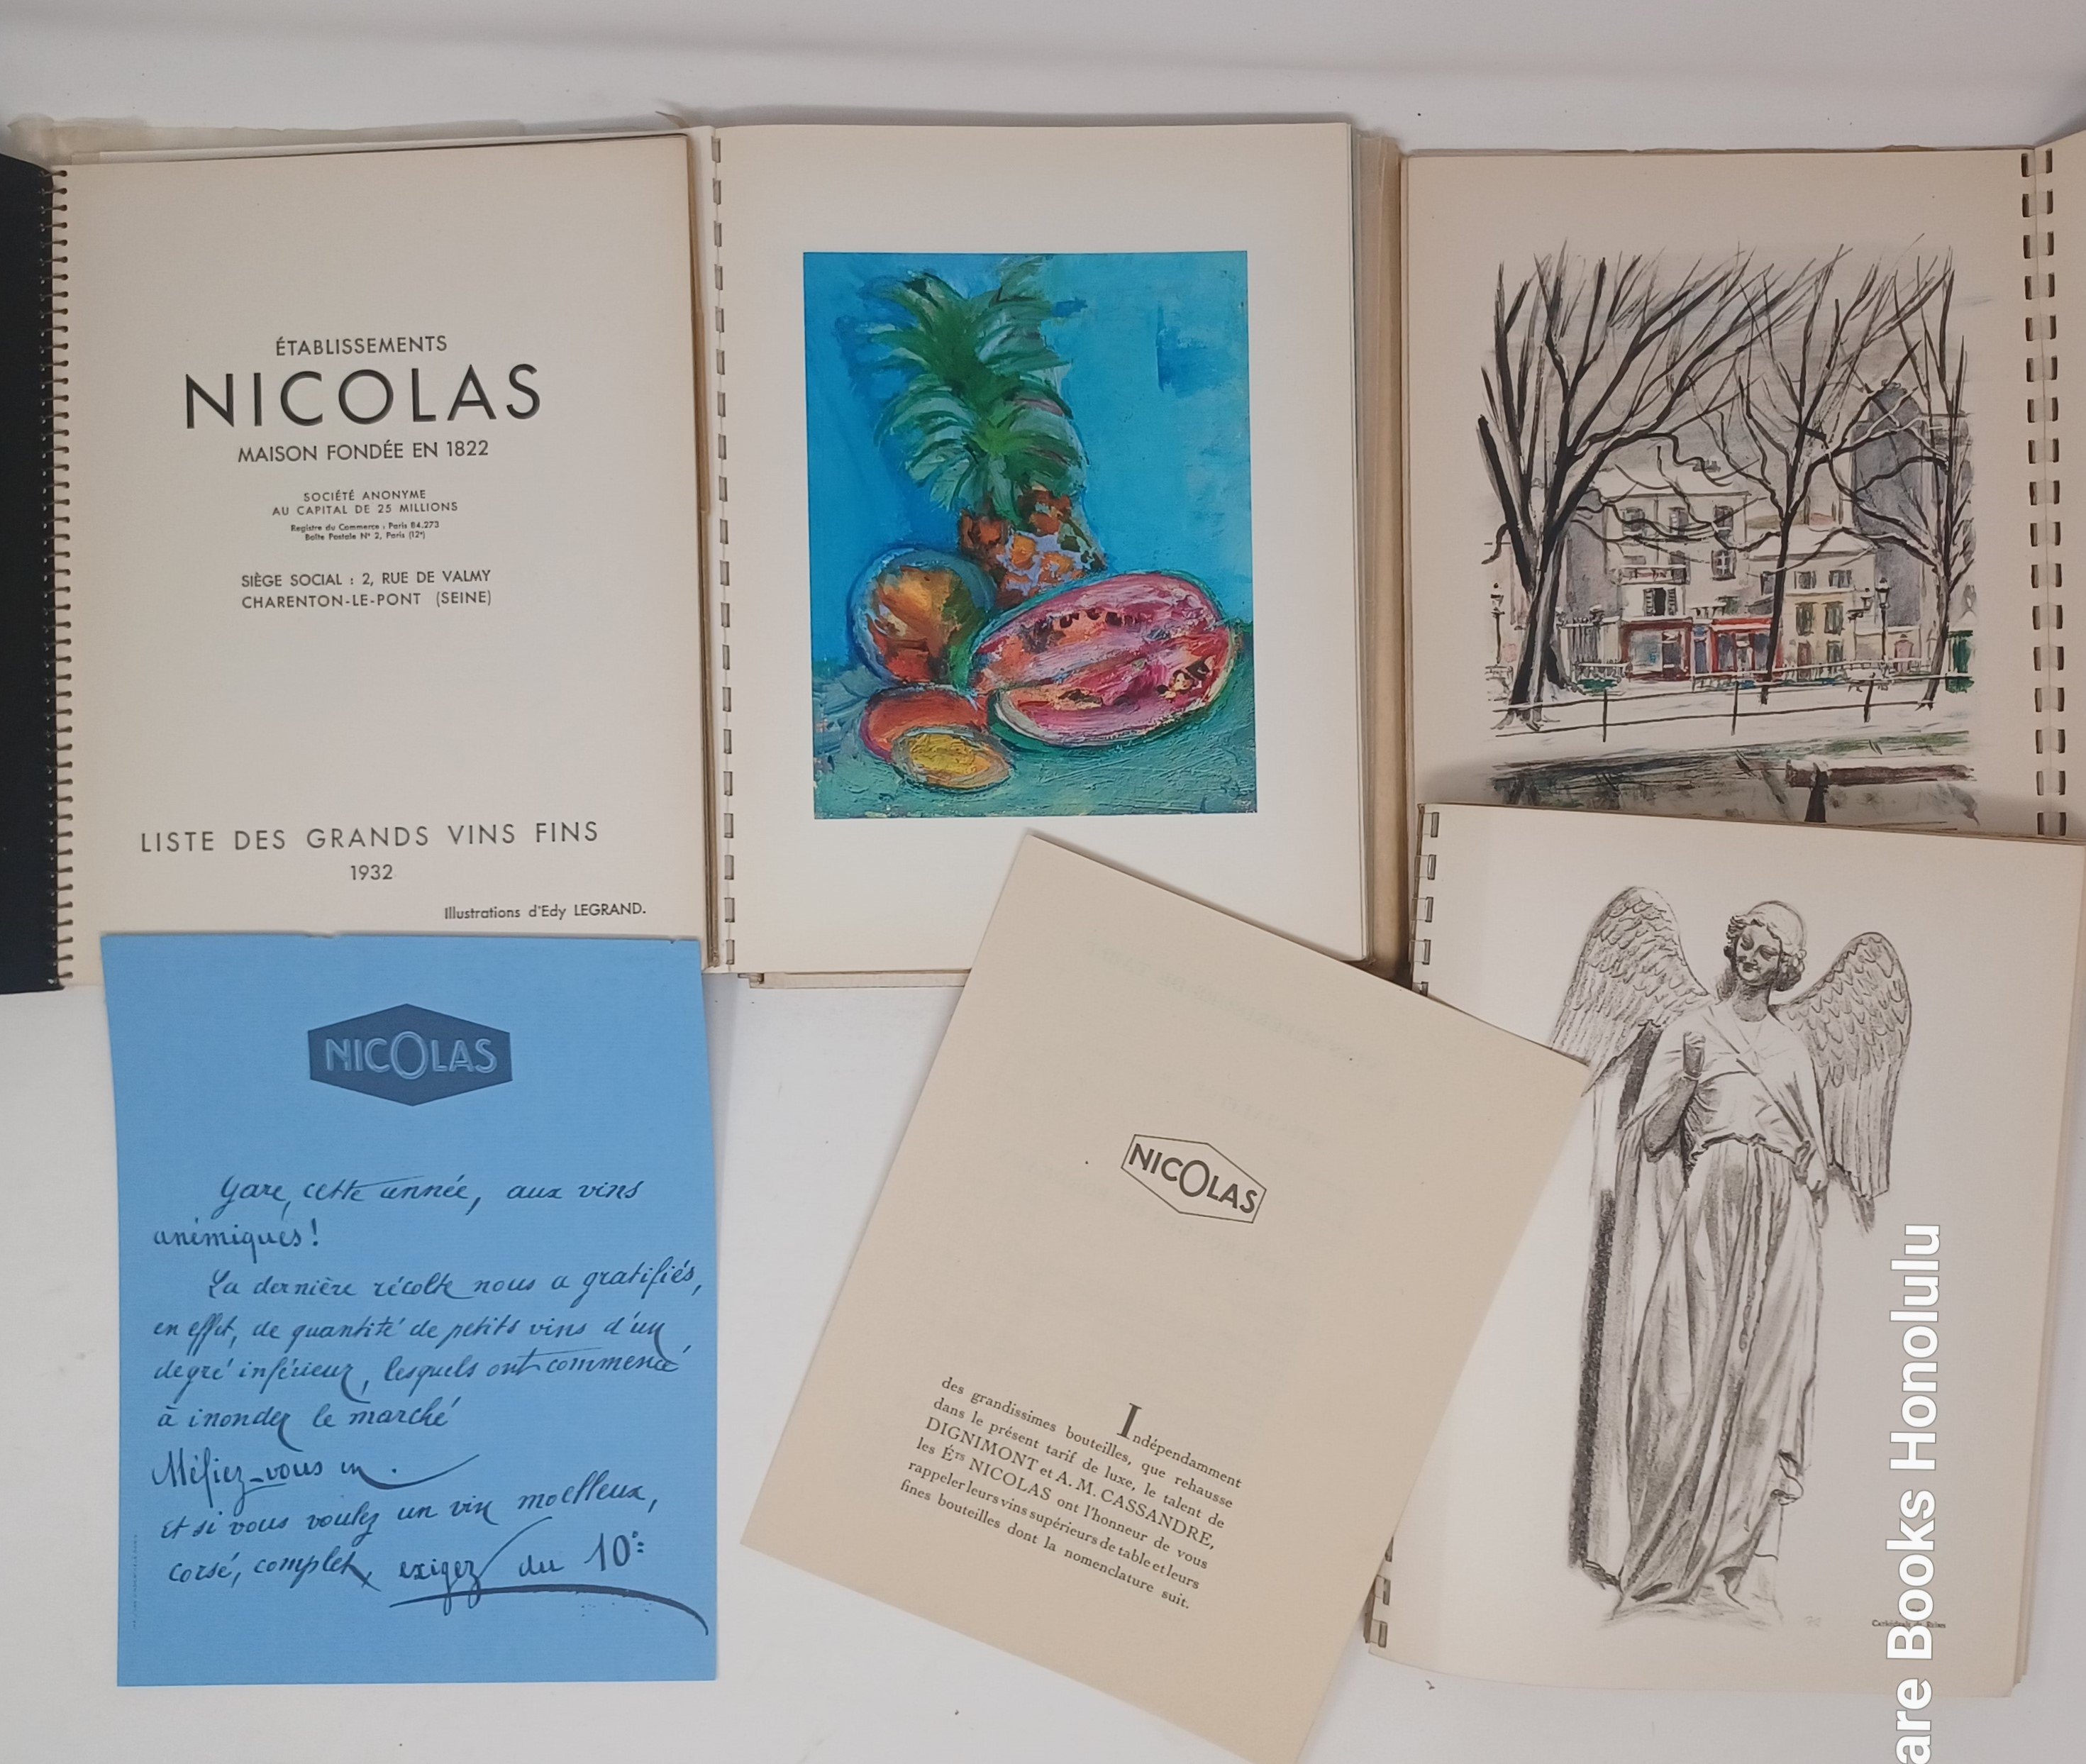 ÉTABLISSEMENTS
NICOLAS
MAISON FONDÉE EN 1822
SOCIÉTÉ ANONYME
AU CAPITAL DE 25 MILLIONS
Registre du Commerce : Paris 84.273
Boîte Postale Nº 2, Paris (12ᵉ)
SIÈGE SOCIAL : 2, RUE DE VALMY
CHARENTON-LE-PONT (SEINE)
LISTE DES GRANDS VINS FINS
1932
Illustrations d'Edy LEGRAND.
NICOLAS
Gare, cette année, aux vins
anémiques!
La dernière récolte nous a gratifiés,
en effet, de quantité de petits vins d'un
degré inférieur, lesquels ont commencé
à inonder le marché
Méfiez-vous en.
Et si vous voulez un vin moelleux,
corsé, complet, exigez du 10°
NICOLAS
Indépendamment
des grandissimes bouteilles, que rehausse
dans le présent tarif de luxe, le talent de
DIGNIMONT et A. M. CASSANDRE,
les Éts NICOLAS ont l'honneur de vous
rappeler leurs vins supérieurs de table et leurs
fines bouteilles dont la nomenclature suit.
Cathédrale de Reims
are Books Honolulu